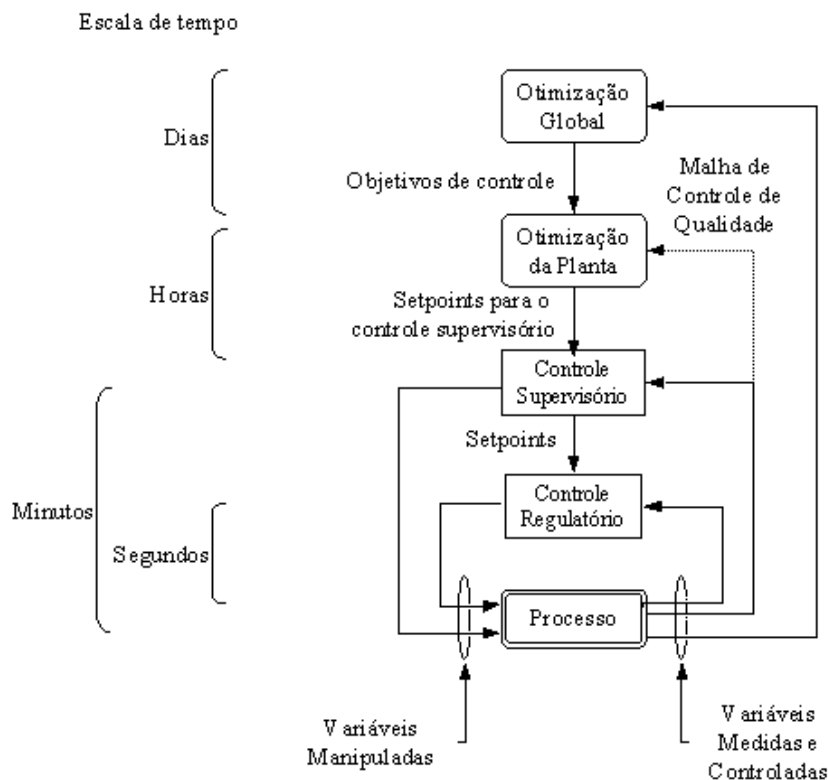 Escala de tempo
Otimização
Global
Dias
Objetivos de controle
Malha de
Controle de
Qualidade
Otimização
da Planta
Horas
Setpoints para o
controle supervisório
Controle
Supervisório
Setpoints
Controle
Regulatório
Minutos
Segundos
Processo
Variáveis
Manipuladas
Variáveis
Medidas e
Controladas